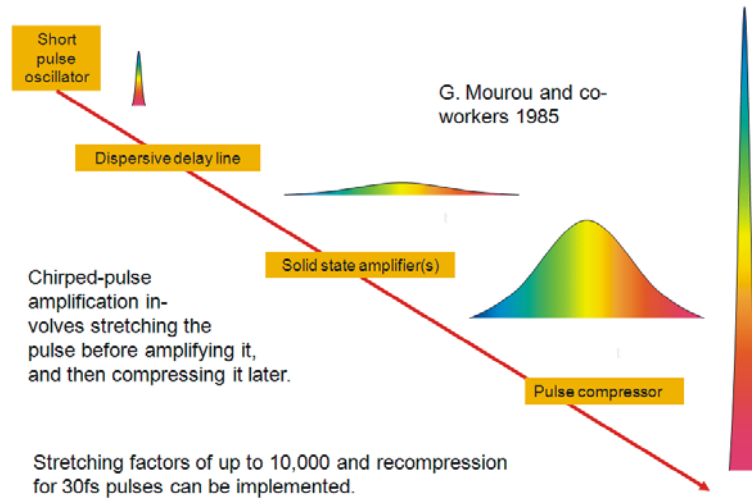 Short
pulse
oscillator
G. Mourou and co-
workers 1985
Dispersive delay line
t
Solid state amplifier(s)
Chirped-pulse
amplification in-
volves stretching the
pulse before amplifying it,
and then compressing it later.
t
Pulse compressor
Stretching factors of up to 10,000 and recompression
for 30fs pulses can be implemented.